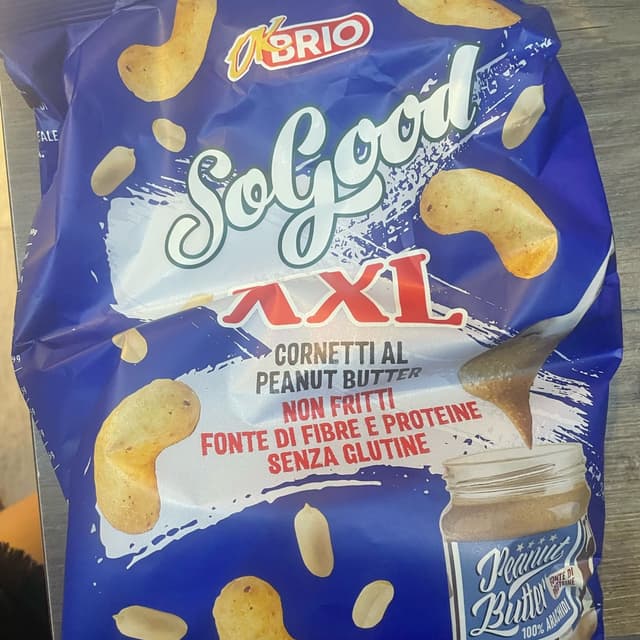 OK BRIO
SoGood
XXL
CORNETTI AL
PEANUT BUTTER
NON FRITTI
FONTE DI FIBRE E PROTEINE
SENZA GLUTINE
Peanut
Butter
100% ARACHIDI